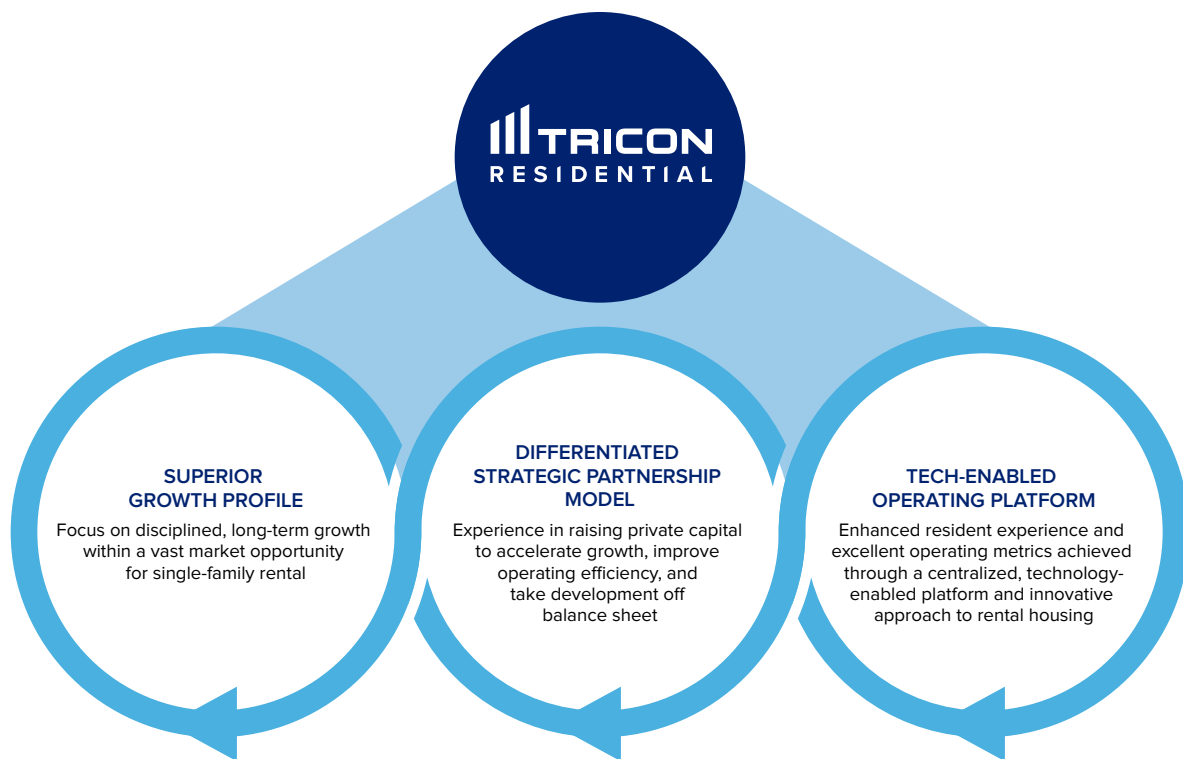 TRICON
RESIDENTIAL
SUPERIOR
GROWTH PROFILE
Focus on disciplined, long-term growth
within a vast market opportunity
for single-family rental
DIFFERENTIATED
STRATEGIC PARTNERSHIP
MODEL
Experience in raising private capital
to accelerate growth, improve
operating efficiency, and
take development off
balance sheet
TECH-ENABLED
OPERATING PLATFORM
Enhanced resident experience and
excellent operating metrics achieved
through a centralized, technology-
enabled platform and innovative
approach to rental housing